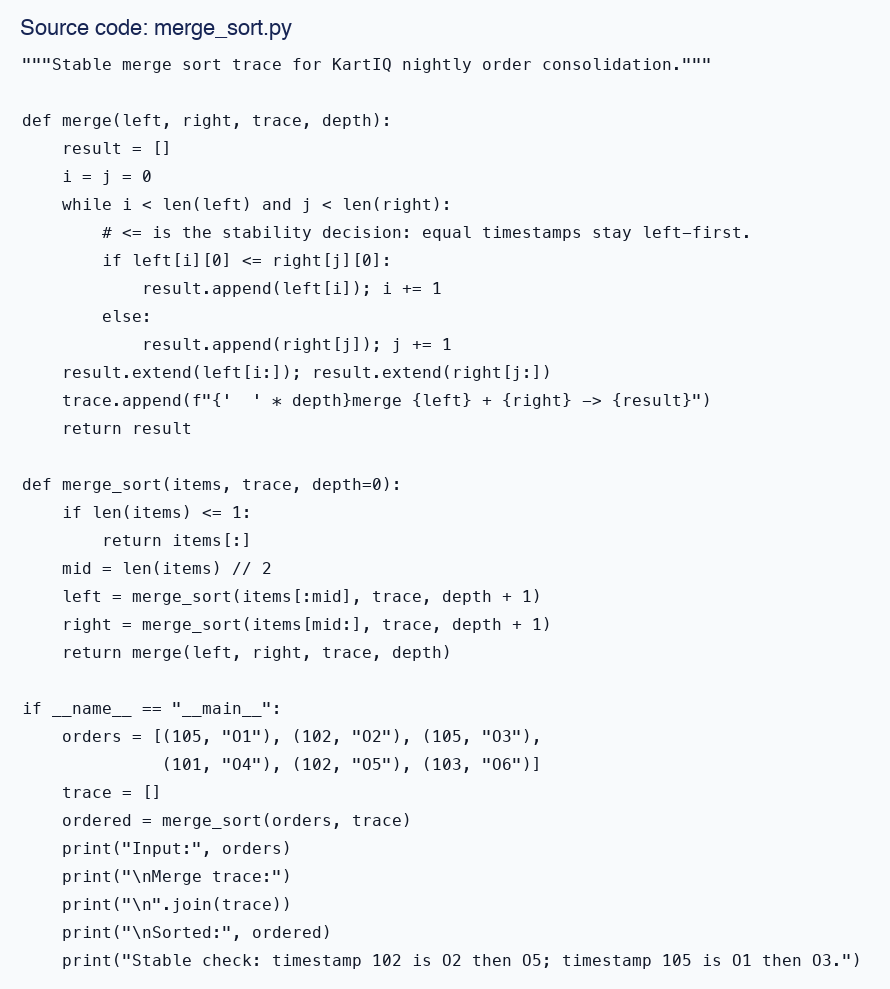 Source code: merge_sort.py
"""Stable merge sort trace for KartIQ nightly order consolidation."""

def merge(left, right, trace, depth):
    result = []
    i = j = 0
    while i < len(left) and j < len(right):
        # <= is the stability decision: equal timestamps stay left-first.
        if left[i][0] <= right[j][0]:
            result.append(left[i]); i += 1
        else:
            result.append(right[j]); j += 1
    result.extend(left[i:]); result.extend(right[j:])
    trace.append(f"{'  ' * depth}merge {left} + {right} -> {result}")
    return result

def merge_sort(items, trace, depth=0):
    if len(items) <= 1:
        return items[:]
    mid = len(items) // 2
    left = merge_sort(items[:mid], trace, depth + 1)
    right = merge_sort(items[mid:], trace, depth + 1)
    return merge(left, right, trace, depth)

if __name__ == "__main__":
    orders = [(105, "O1"), (102, "O2"), (105, "O3"),
              (101, "O4"), (102, "O5"), (103, "O6")]
    trace = []
    ordered = merge_sort(orders, trace)
    print("Input:", orders)
    print("\nMerge trace:")
    print("\n".join(trace))
    print("\nSorted:", ordered)
    print("Stable check: timestamp 102 is O2 then O5; timestamp 105 is O1 then O3.")